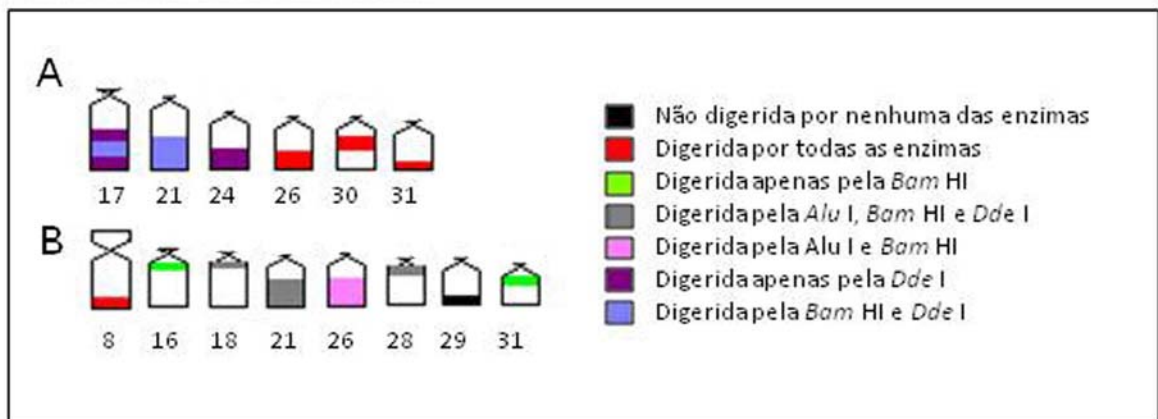 A
17 21 24 26 30 31
B
8 16 18 21 26 28 29 31
Não digerida por nenhuma das enzimas
Digerida por todas as enzimas
Digerida apenas pela Bam HI
Digerida pela Alu I, Bam HI e Dde I
Digerida pela Alu I e Bam HI
Digerida apenas pela Dde I
Digerida pela Bam HI e Dde I